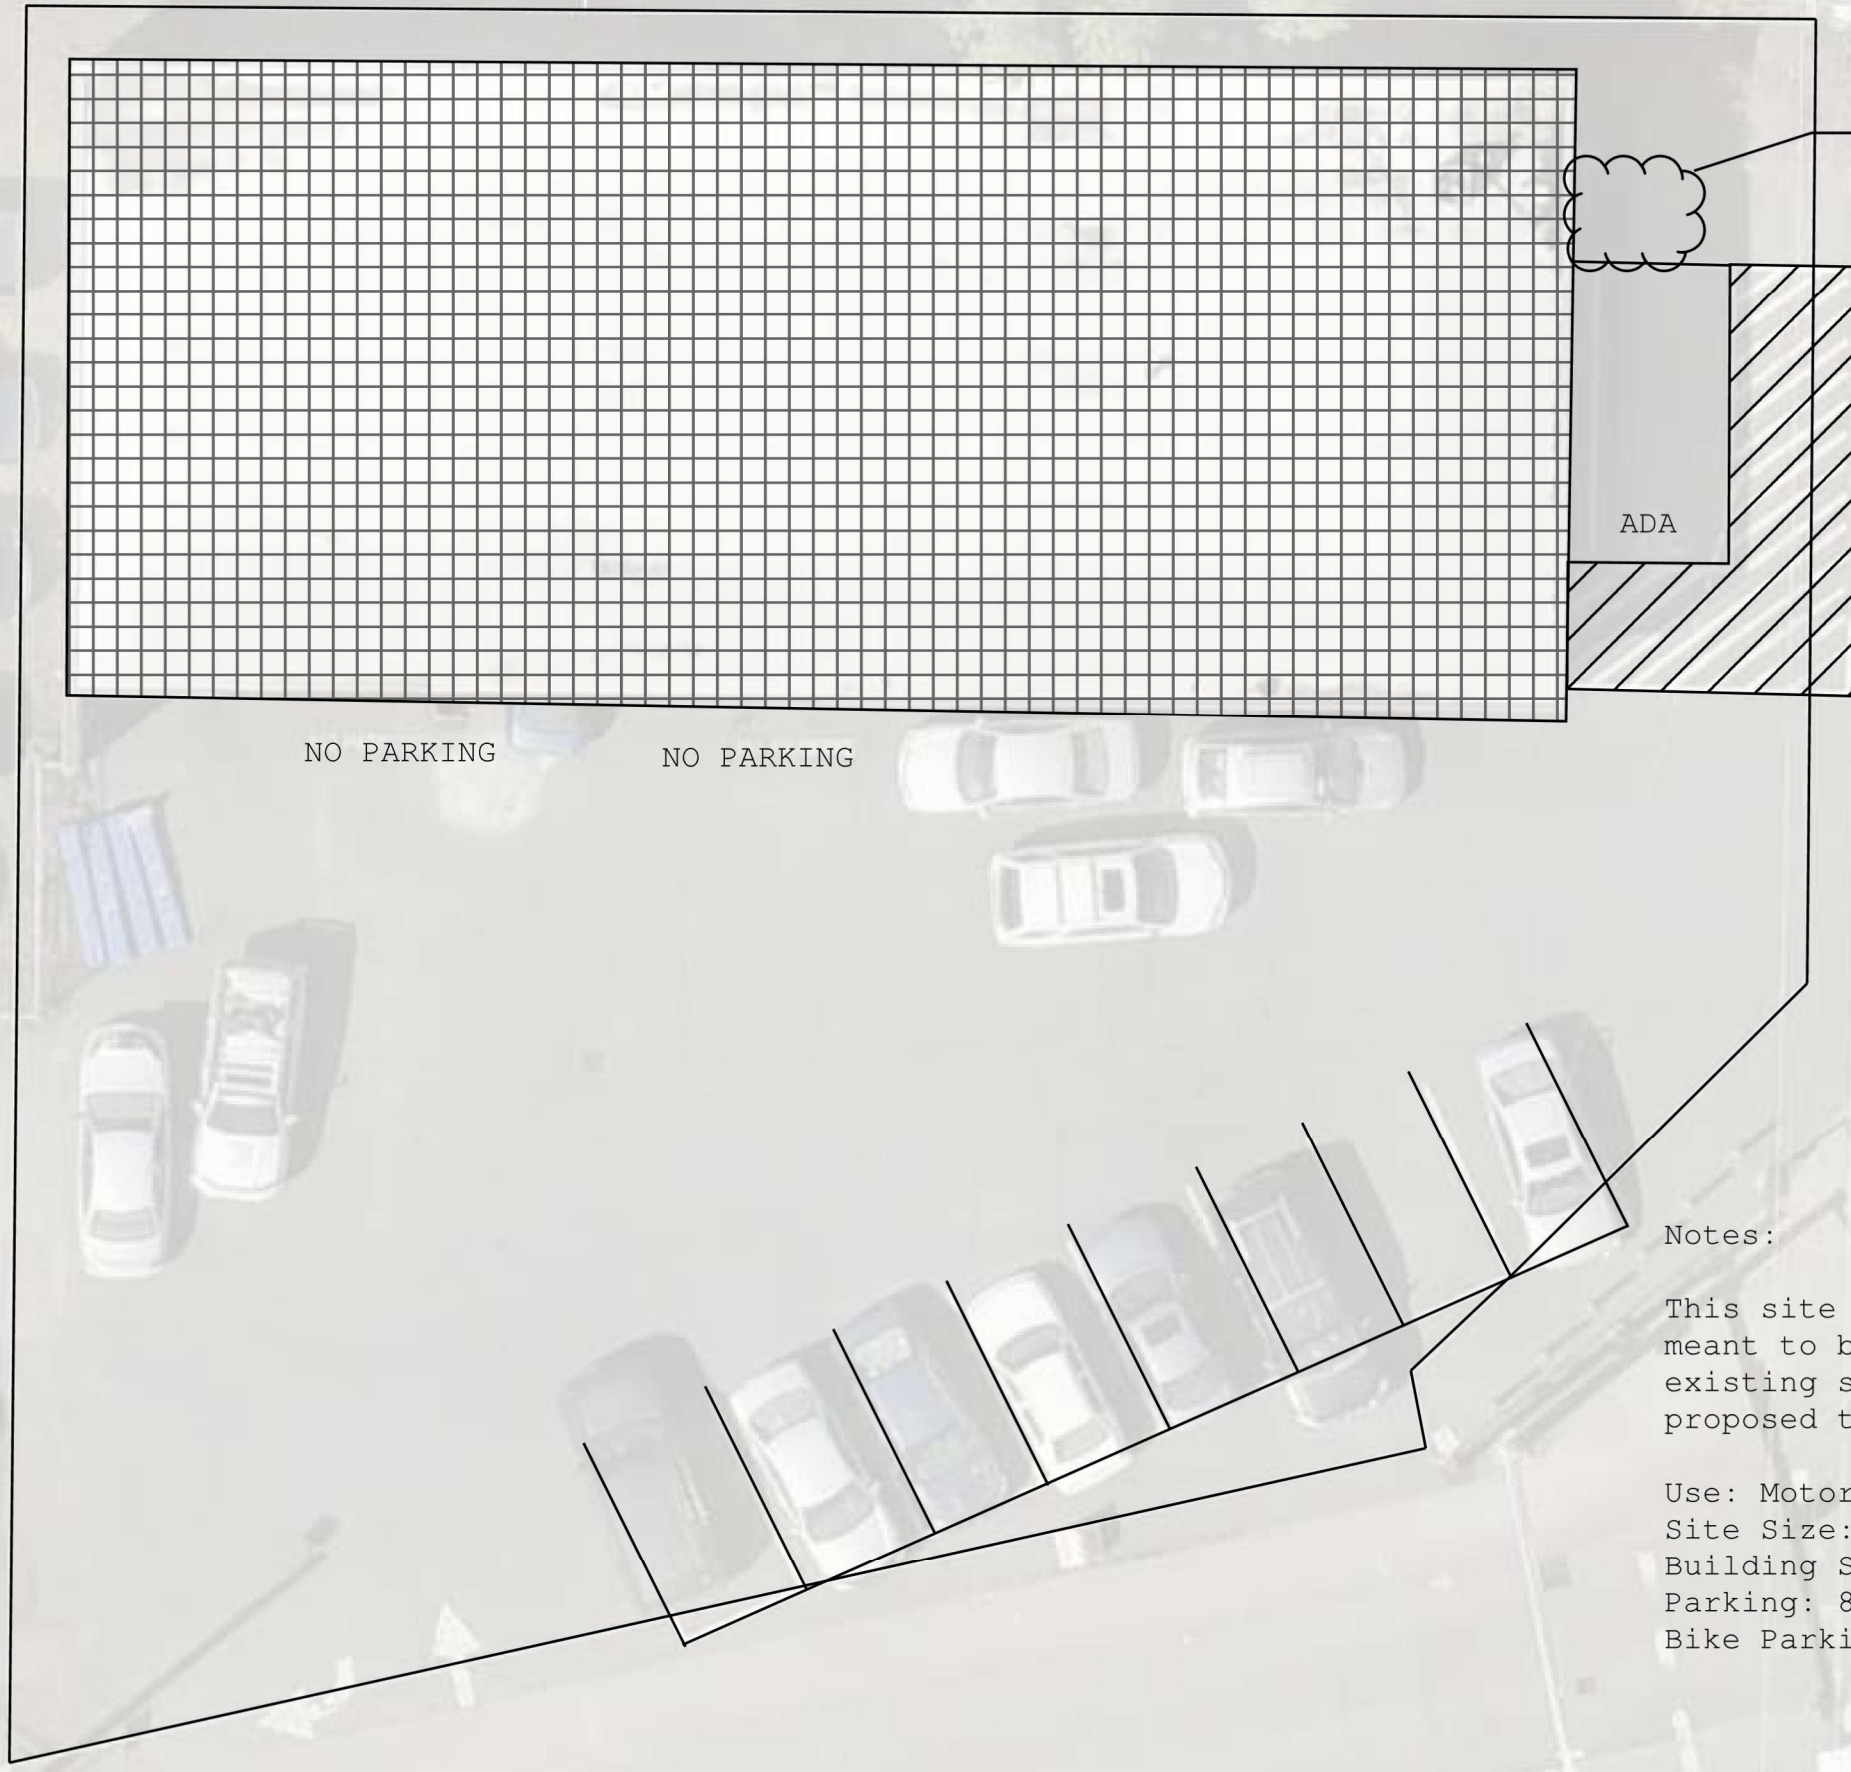 ADA
NO PARKING
NO PARKING
Notes:
This site
meant to b
existing s
proposed t
Use: Motor
Site Size:
Building S
Parking: 8
Bike Parki